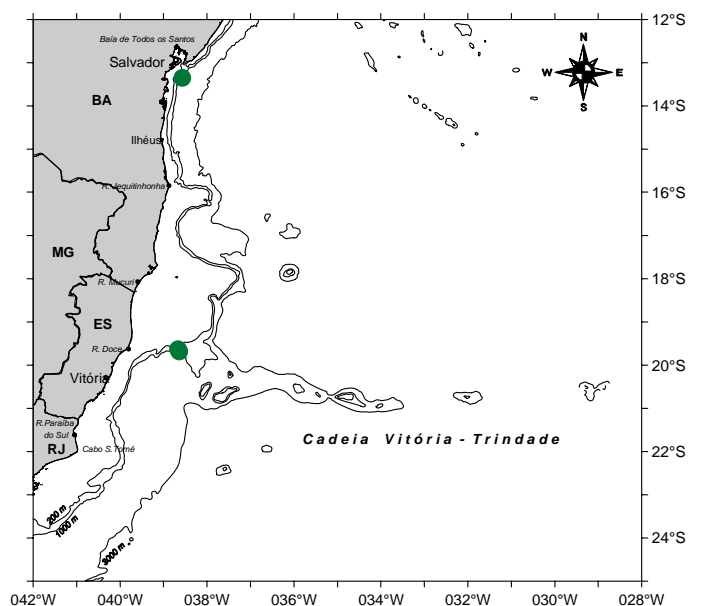 12°S
Baía de Todos os Santos
Salvador
N
W
E
S
BA
14°S
Ilhéus
R. Jequitinhonha
16°S
MG
R. Mucuri
18°S
ES
R. Doce
20°S
Vitória
R.Paraíba
do Sul
RJ
Cabo S.Tomé
Cadeia Vitória - Trindade
22°S
200 m
1000 m
3000 m
24°S
042°W 040°W 038°W 036°W 034°W 032°W 030°W 028°W